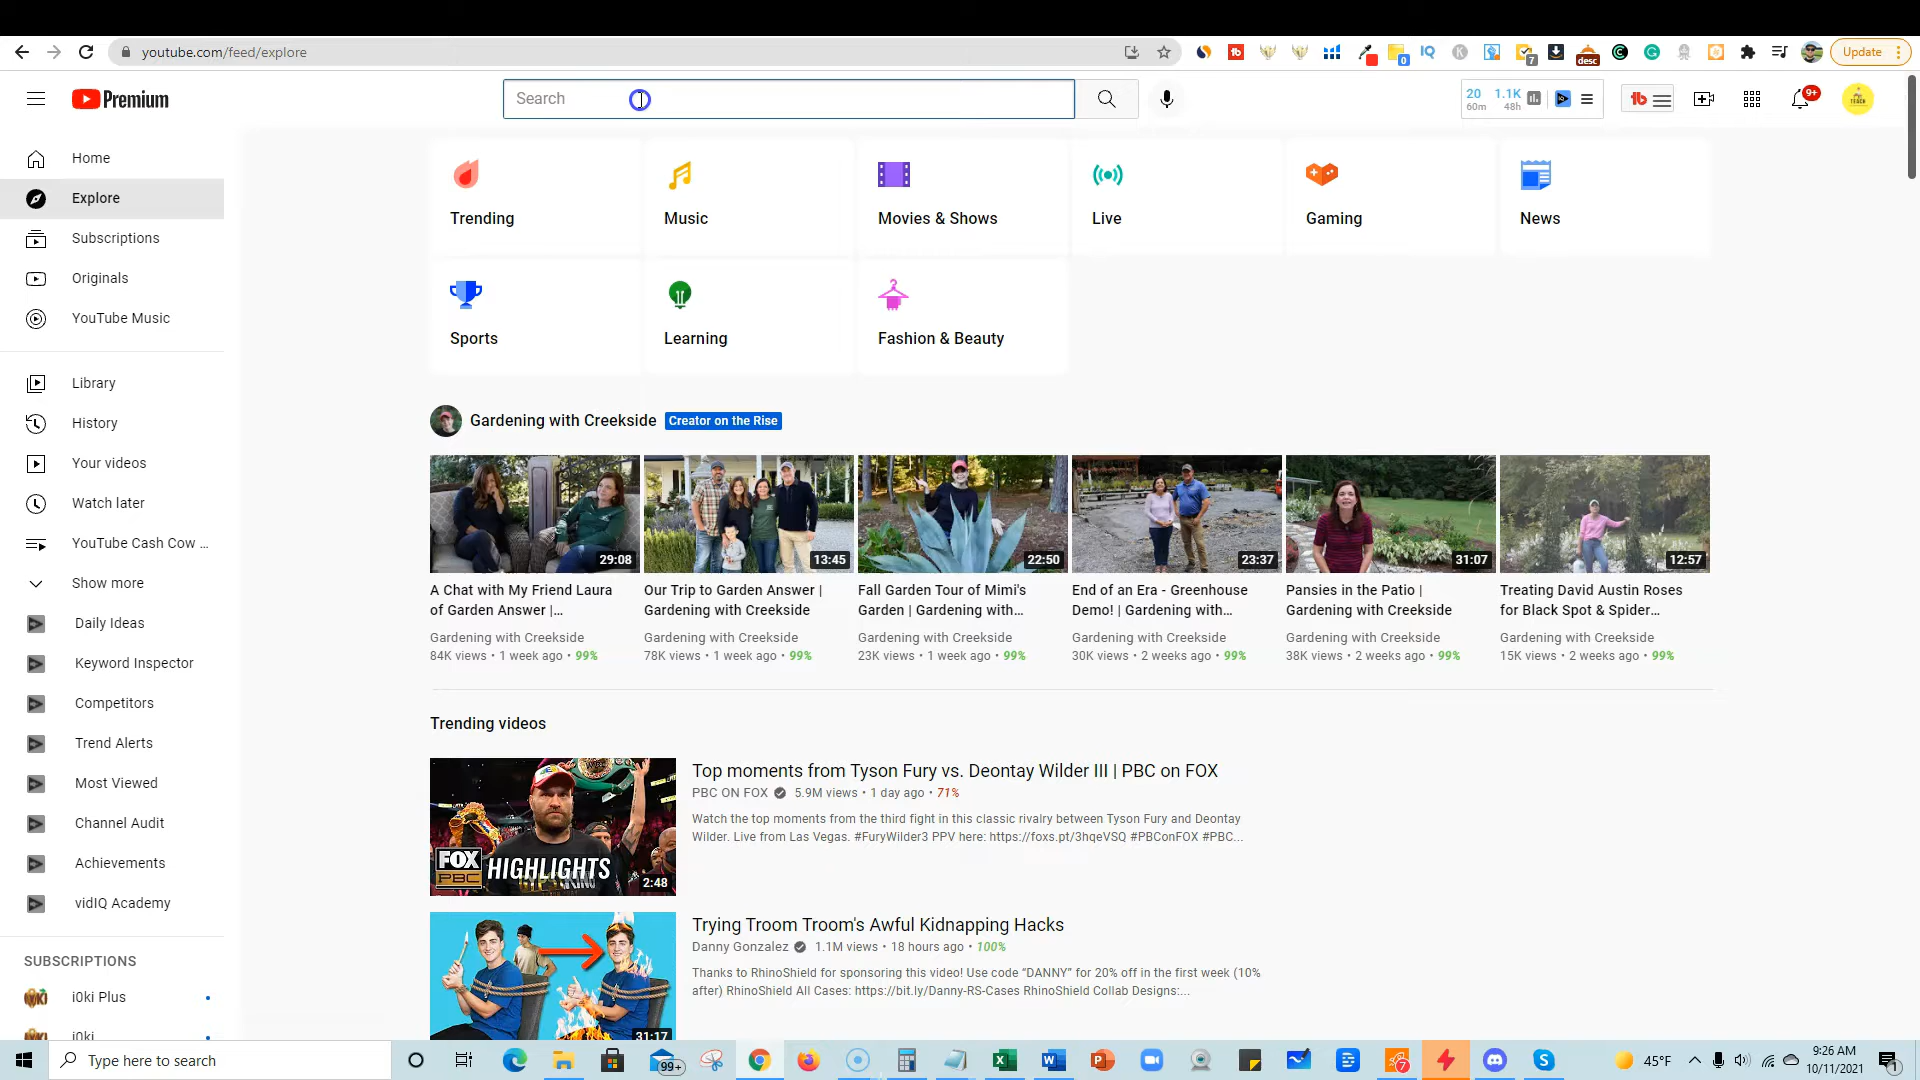 youtube.com/feed/explore
0
7
desc
Update
Premium
Search
20 1.1K
60m 48h
9+
Home
Explore
Subscriptions
Originals
YouTube Music
Library
History
Your videos
Watch later
YouTube Cash Cow ...
Show more
Daily Ideas
Keyword Inspector
Competitors
Trend Alerts
Most Viewed
Channel Audit
Achievements
vidIQ Academy
SUBSCRIPTIONS
i0ki Plus
i0ki
Trending
Music
Movies & Shows
Live
Gaming
News
Sports
Learning
Fashion & Beauty
Gardening with Creekside Creator on the Rise
29:08
13:45
22:50
23:37
31:07
12:57
A Chat with My Friend Laura
of Garden Answer |...
Gardening with Creekside
84K views • 1 week ago • 99%
Our Trip to Garden Answer |
Gardening with Creekside
Gardening with Creekside
78K views • 1 week ago • 99%
Fall Garden Tour of Mimi's
Garden | Gardening with...
Gardening with Creekside
23K views • 1 week ago • 99%
End of an Era - Greenhouse
Demo! | Gardening with...
Gardening with Creekside
30K views • 2 weeks ago • 99%
Pansies in the Patio |
Gardening with Creekside
Gardening with Creekside
38K views • 2 weeks ago • 99%
Treating David Austin Roses
for Black Spot & Spider...
Gardening with Creekside
15K views • 2 weeks ago • 99%
Trending videos
FOX
PBC
HIGHLIGHTS
2:48
Top moments from Tyson Fury vs. Deontay Wilder III | PBC on FOX
PBC ON FOX 5.9M views • 1 day ago • 71%
Watch the top moments from the third fight in this classic rivalry between Tyson Fury and Deontay
Wilder. Live from Las Vegas. #FuryWilder3 PPV here: https://foxs.pt/3hqeVSQ #PBConFOX #PBC...
31:17
Trying Troom Troom's Awful Kidnapping Hacks
Danny Gonzalez 1.1M views • 18 hours ago • 100%
Thanks to RhinoShield for sponsoring this video! Use code “DANNY” for 20% off in the first week (10%
after) RhinoShield All Cases: https://bit.ly/Danny-RS-Cases RhinoShield Collab Designs:...
Type here to search
99+
7
45°F
9:26 AM
10/11/2021
1